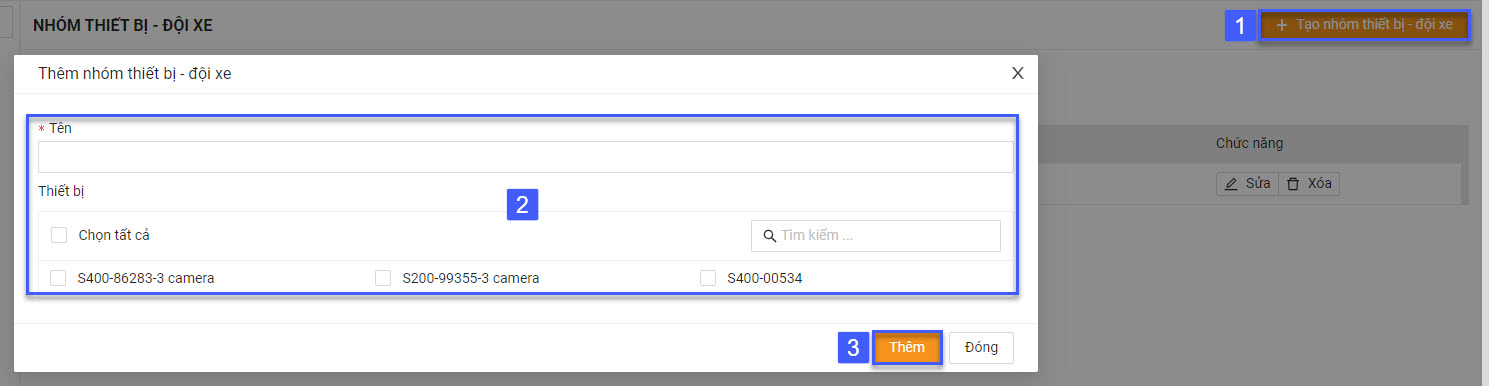 NHÓM THIẾT BỊ - ĐỘI XE
1
+ Tạo nhóm thiết bị - đội xe
Thêm nhóm thiết bị - đội xe
X
* Tên
Chức năng
Sửa
Xóa
Thiết bị
2
Chọn tất cả
Tìm kiếm ...
S400-86283-3 camera
S200-99355-3 camera
S400-00534
3
Thêm
Đóng